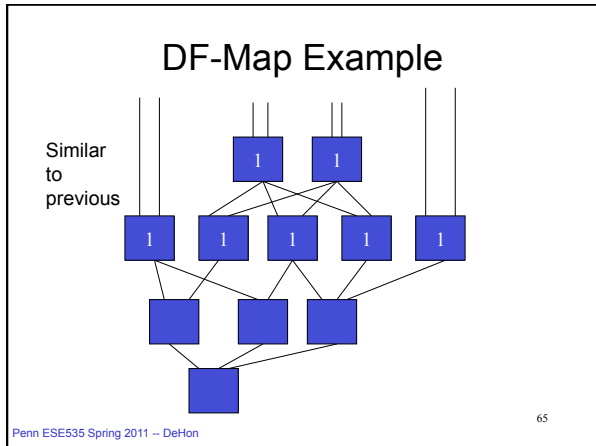 DF-Map Example
Similar
to
previous
1 1
1 1 1 1 1
65
Penn ESE535 Spring 2011 -- DeHon